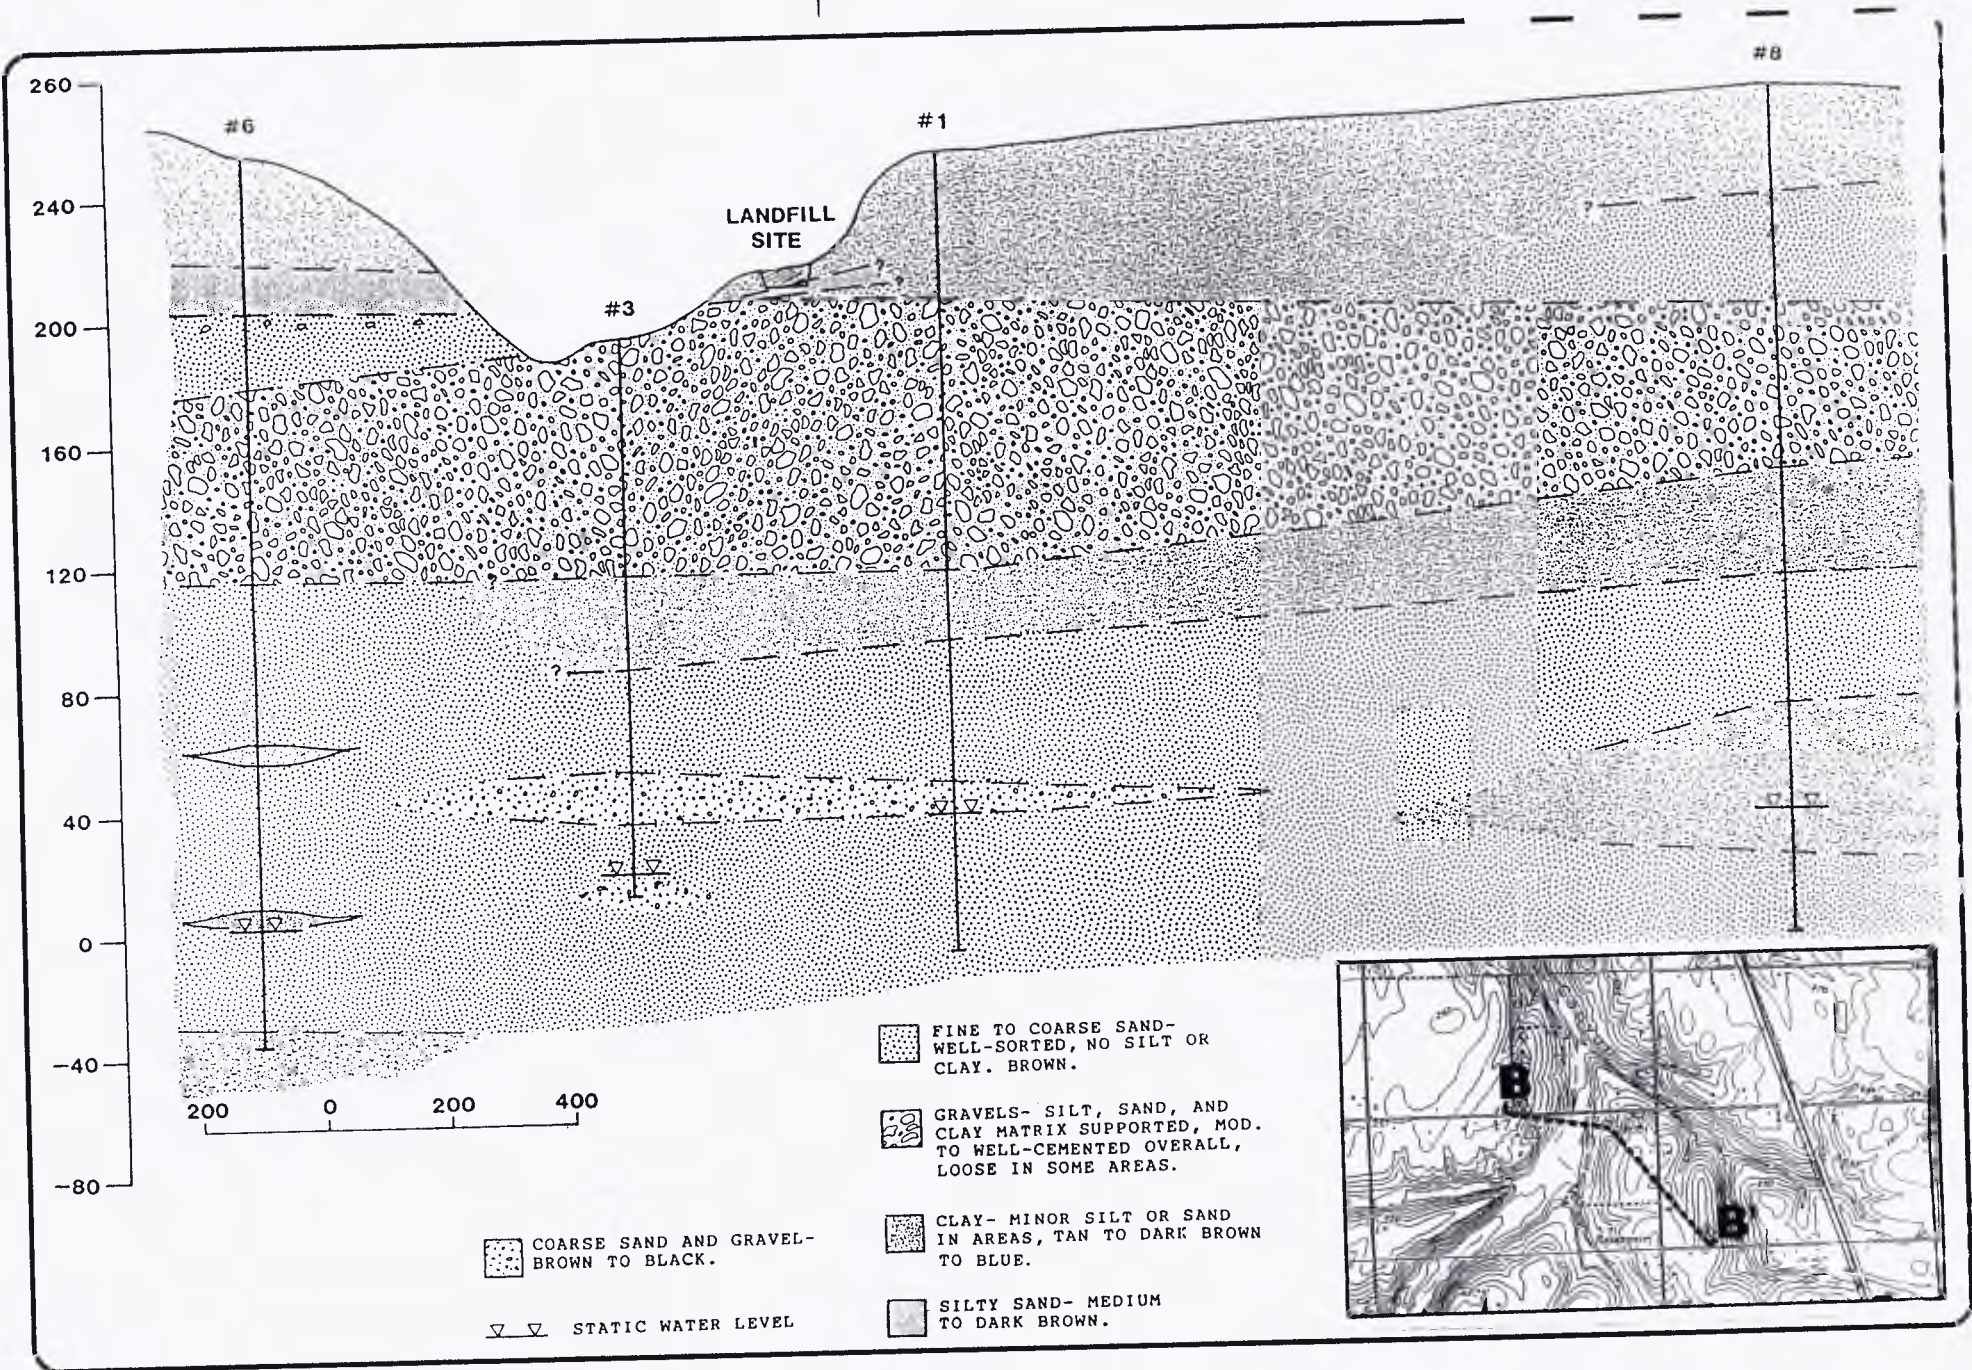 #8
260
#6
#1
240
LANDFILL
SITE
#3
200
160
120
80
40
0
−40
−80
200 0 200 400
?
?
?
?
?
FINE TO COARSE SAND-
WELL-SORTED, NO SILT OR
CLAY. BROWN.
GRAVELS- SILT, SAND, AND
CLAY MATRIX SUPPORTED, MOD.
TO WELL-CEMENTED OVERALL,
LOOSE IN SOME AREAS.
CLAY- MINOR SILT OR SAND
IN AREAS, TAN TO DARK BROWN
TO BLUE.
SILTY SAND- MEDIUM
TO DARK BROWN.
COARSE SAND AND GRAVEL-
BROWN TO BLACK.
STATIC WATER LEVEL
B
B'